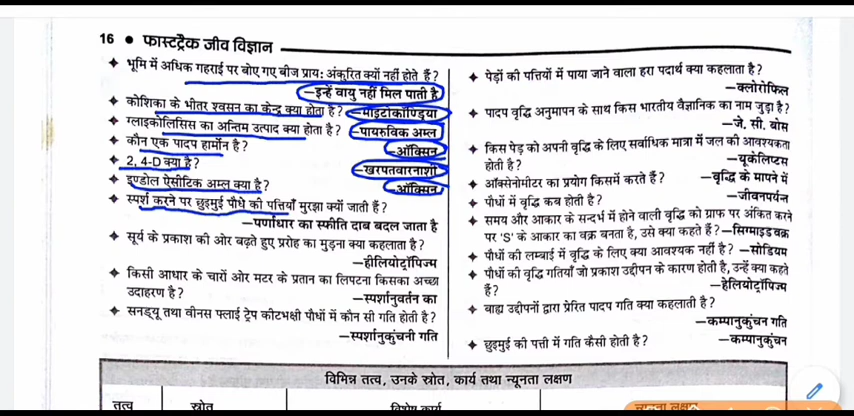 16 ● फास्टट्रैक जीव विज्ञान
✦ भूमि में अधिक गहराई पर बोए गए बीज प्राय: अंकुरित क्यों नहीं होते हैं?
—इन्हें वायु नहीं मिल पाती है
✦ कोशिका के भीतर श्वसन का केन्द्र क्या होता है? —माइटोकॉण्ड्रिया
✦ ग्लाइकोलिसिस का अन्तिम उत्पाद क्या होता है? —पायरुविक अम्ल
✦ कौन एक पादप हार्मोन है? —ऑक्सिन
✦ 2, 4-D क्या है? —खरपतवारनाशी
✦ इण्डोल ऐसीटिक अम्ल क्या है? —ऑक्सिन
✦ स्पर्श करने पर छुइमुई पौधे की पत्तियाँ मुरझा क्यों जाती हैं?
—पर्णाधार का स्फीति दाब बदल जाता है
✦ सूर्य के प्रकाश की ओर बढ़ते हुए प्ररोह का मुड़ना क्या कहलाता है?
—हीलियोट्रॉपिज्म
✦ किसी आधार के चारों ओर मटर के प्रतान का लिपटना किसका अच्छा
उदाहरण है? —स्पर्शानुवर्तन का
✦ सनड्यू तथा वीनस फ्लाई ट्रेप कीटभक्षी पौधों में कौन सी गति होती है?
—स्पर्शानुकुंचनी गति
✦ पेड़ों की पत्तियों में पाया जाने वाला हरा पदार्थ क्या कहलाता है?
—क्लोरोफिल
✦ पादप वृद्धि अनुमापन के साथ किस भारतीय वैज्ञानिक का नाम जुड़ा है?
—जे. सी. बोस
✦ किस पेड़ को अपनी वृद्धि के लिए सर्वाधिक मात्रा में जल की आवश्यकता
होती है? —यूकेलिप्टस
✦ ऑक्सेनोमीटर का प्रयोग किसमें करते हैं? —वृद्धि के मापने में
✦ पौधों में वृद्धि कब होती है? —जीवनपर्यन्त
✦ समय और आकार के सन्दर्भ में होने वाली वृद्धि को ग्राफ पर अंकित करने
पर 'S' के आकार का वक्र बनता है, उसे क्या कहते हैं? —सिग्माइड वक्र
✦ पौधों की लम्बाई में वृद्धि के लिए क्या आवश्यक नहीं है? —सोडियम
✦ पौधों की वृद्धि गतियाँ जो प्रकाश उद्दीपन के कारण होती है, उन्हें क्या कहते
हैं? —हेलियोट्रॉपिज्म
✦ बाह्य उद्दीपनों द्वारा प्रेरित पादप गति क्या कहलाती है?
—कम्पानुकुंचन गति
✦ छुइमुई की पत्ती में गति कैसी होती है? —कम्पानुकुंचन
विभिन्न तत्व, उनके स्रोत, कार्य तथा न्यूनता लक्षण
तत्व स्रोत विशेष कार्य न्यूनता लक्षण